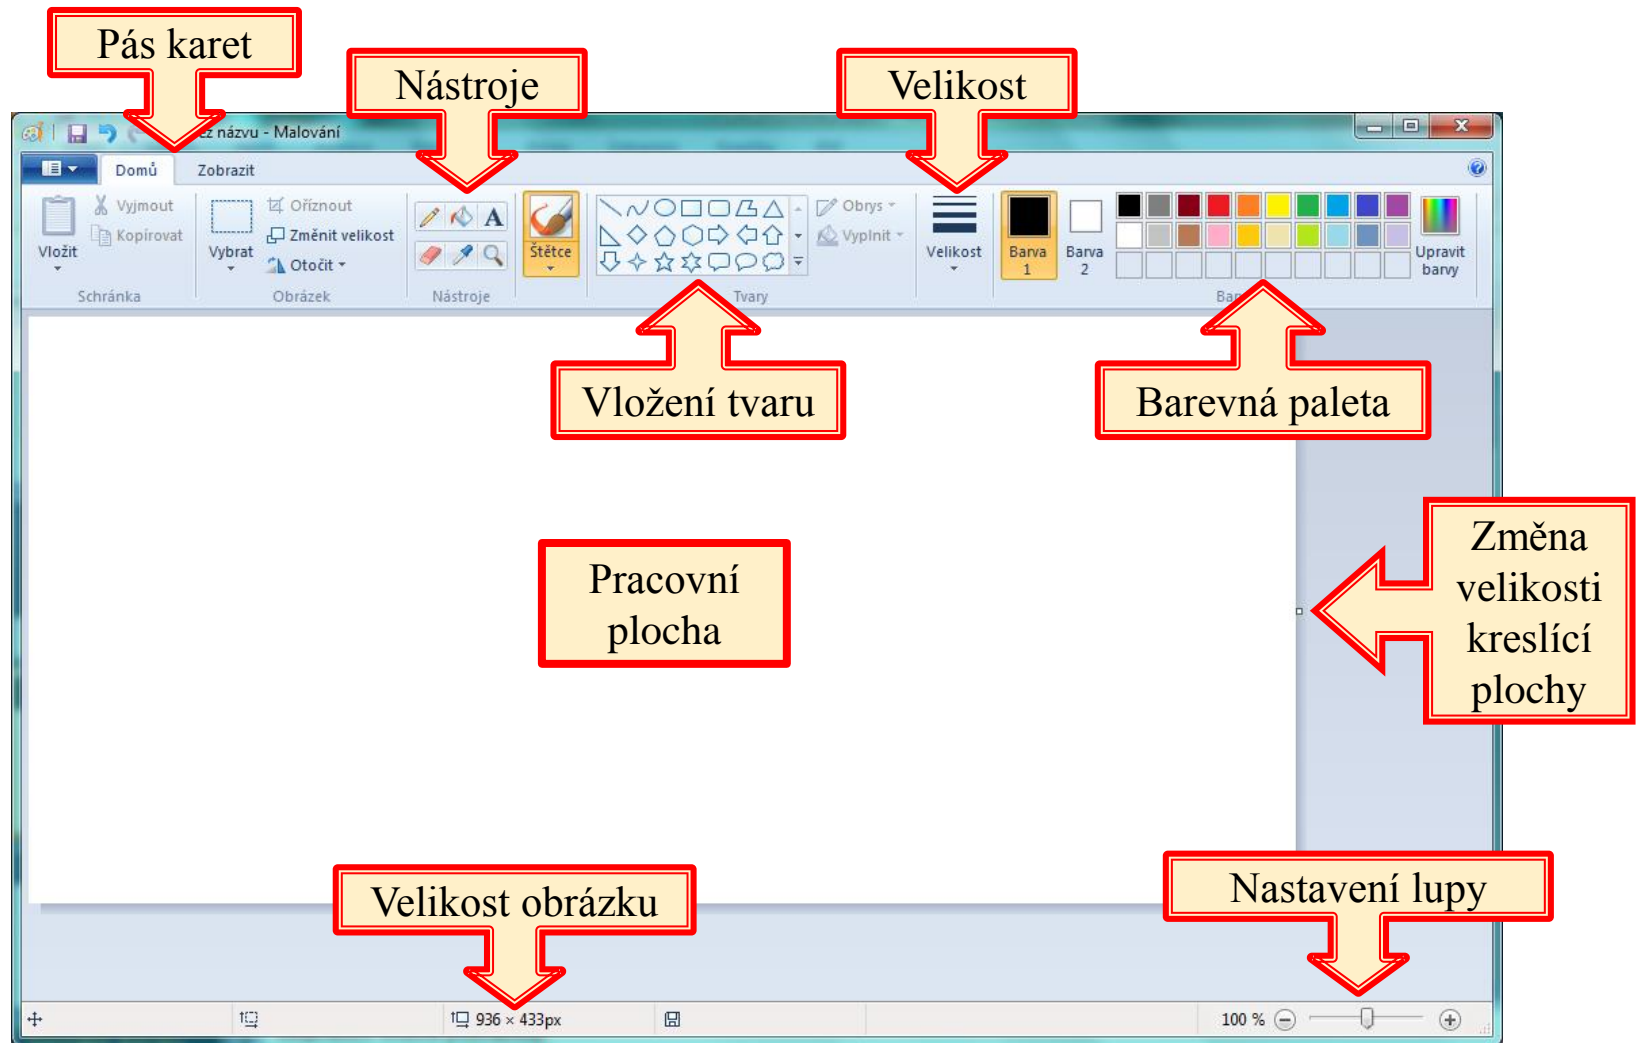 Pás karet
Nástroje
Velikost
ez názvu - Malování
Domů
Zobrazit
Vložit
Vyjmout
Kopírovat
Schránka
Vybrat
Oříznout
Změnit velikost
Otočit
Obrázek
A
Nástroje
Štětce
Obrys
Vyplnit
Tvary
Velikost
Barva
1
Barva
2
Upravit
barvy
Bar
Vložení tvaru
Barevná paleta
Pracovní
plocha
Změna
velikosti
kreslící
plochy
Velikost obrázku
Nastavení lupy
936 × 433px
100 %